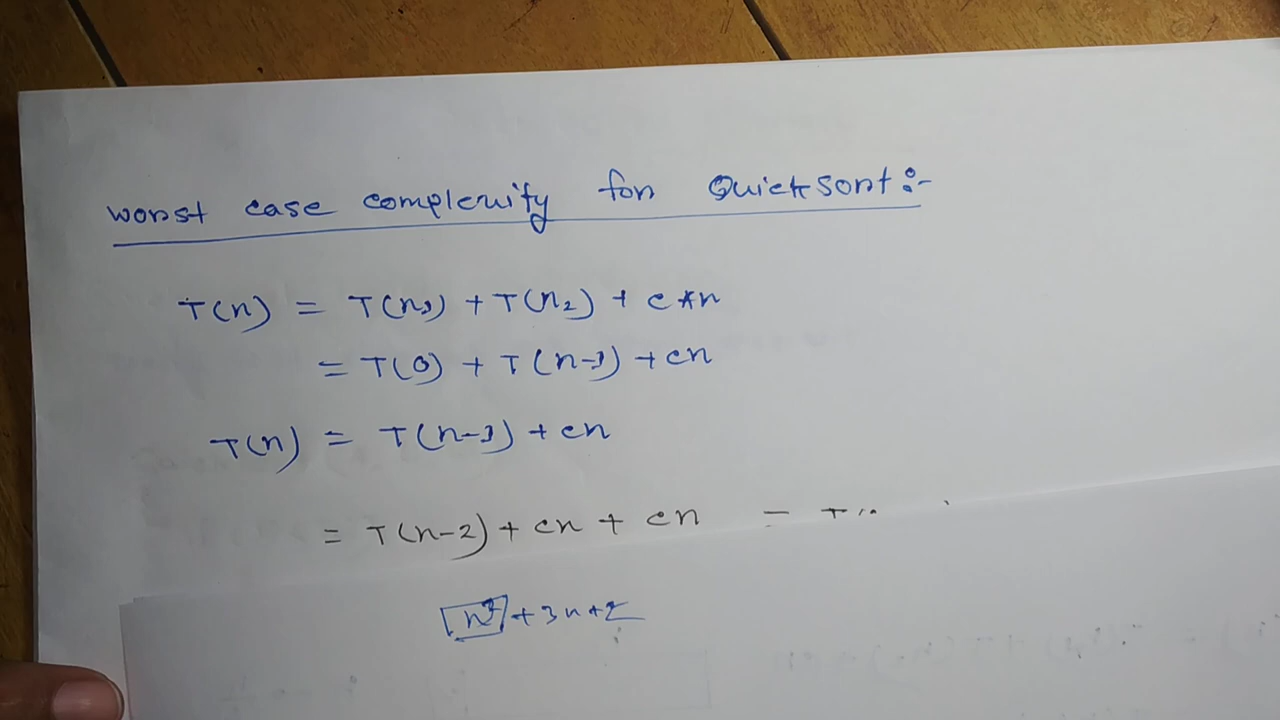 worst case complexity for Quicksort :-
T(n) = T(n1) + T(n2) + c*n
= T(0) + T(n-1) + cn
T(n) = T(n-1) + cn
= T(n-2) + cn + cn =
n² + 3n + 2